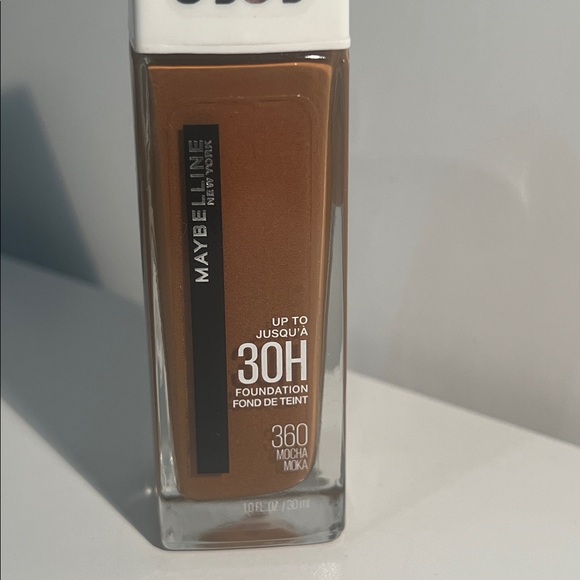 MAYBELLINE
NEW YORK
UP TO
JUSQU'À
30H
FOUNDATION
FOND DE TEINT
360
MOCHA
MOKA
1.0 FL. OZ. / 30 ml